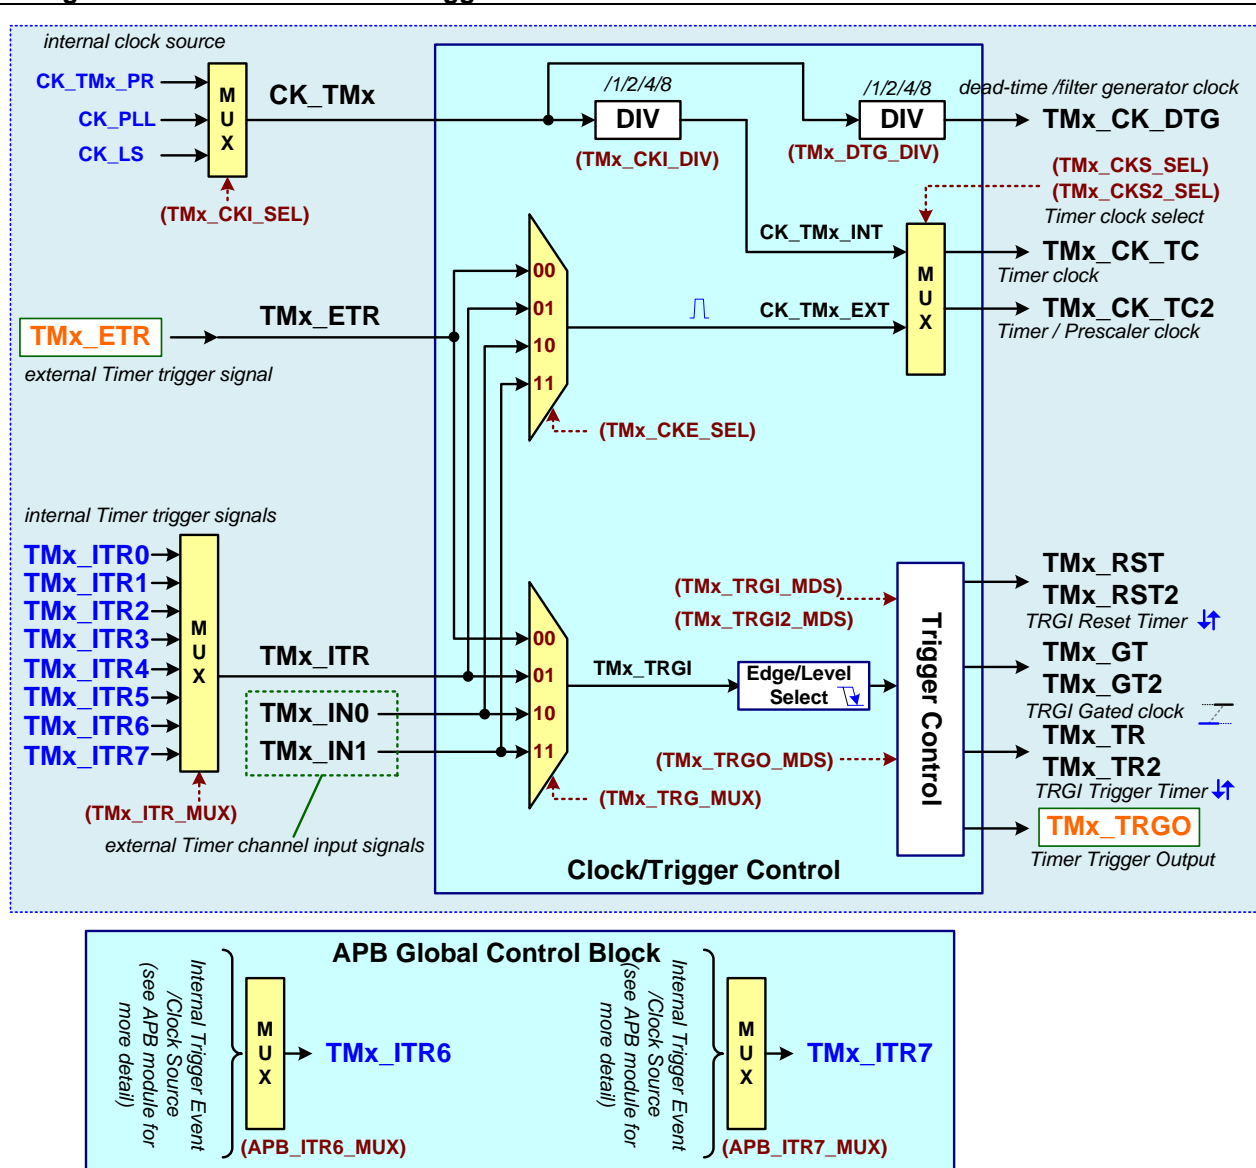 internal clock source
CK_TMx_PR
CK_PLL
CK_LS
MUX
CK_TMx
(TMx_CKI_SEL)
/1/2/4/8
DIV
(TMx_CKI_DIV)
/1/2/4/8
DIV
(TMx_DTG_DIV)
dead-time /filter generator clock
TMx_CK_DTG
(TMx_CKS_SEL)
(TMx_CKS2_SEL)
Timer clock select
CK_TMx_INT
MUX
TMx_CK_TC
Timer clock
CK_TMx_EXT
TMx_CK_TC2
Timer / Prescaler clock
00
01
10
11
(TMx_CKE_SEL)
TMx_ETR
TMx_ETR
external Timer trigger signal
internal Timer trigger signals
TMx_ITR0
TMx_ITR1
TMx_ITR2
TMx_ITR3
TMx_ITR4
TMx_ITR5
TMx_ITR6
TMx_ITR7
MUX
(TMx_ITR_MUX)
TMx_ITR
TMx_IN0
TMx_IN1
external Timer channel input signals
00
01
10
11
(TMx_TRG_MUX)
TMx_TRGI
(TMx_TRGI_MDS)
(TMx_TRGI2_MDS)
Edge/Level
Select
(TMx_TRGO_MDS)
Trigger Control
TMx_RST
TMx_RST2
TRGI Reset Timer
TMx_GT
TMx_GT2
TRGI Gated clock
TMx_TR
TMx_TR2
TRGI Trigger Timer
TMx_TRGO
Timer Trigger Output
Clock/Trigger Control
APB Global Control Block
Internal Trigger Event
/Clock Source
(see APB module for
more detail)
MUX
TMx_ITR6
(APB_ITR6_MUX)
Internal Trigger Event
/Clock Source
(see APB module for
more detail)
MUX
TMx_ITR7
(APB_ITR7_MUX)